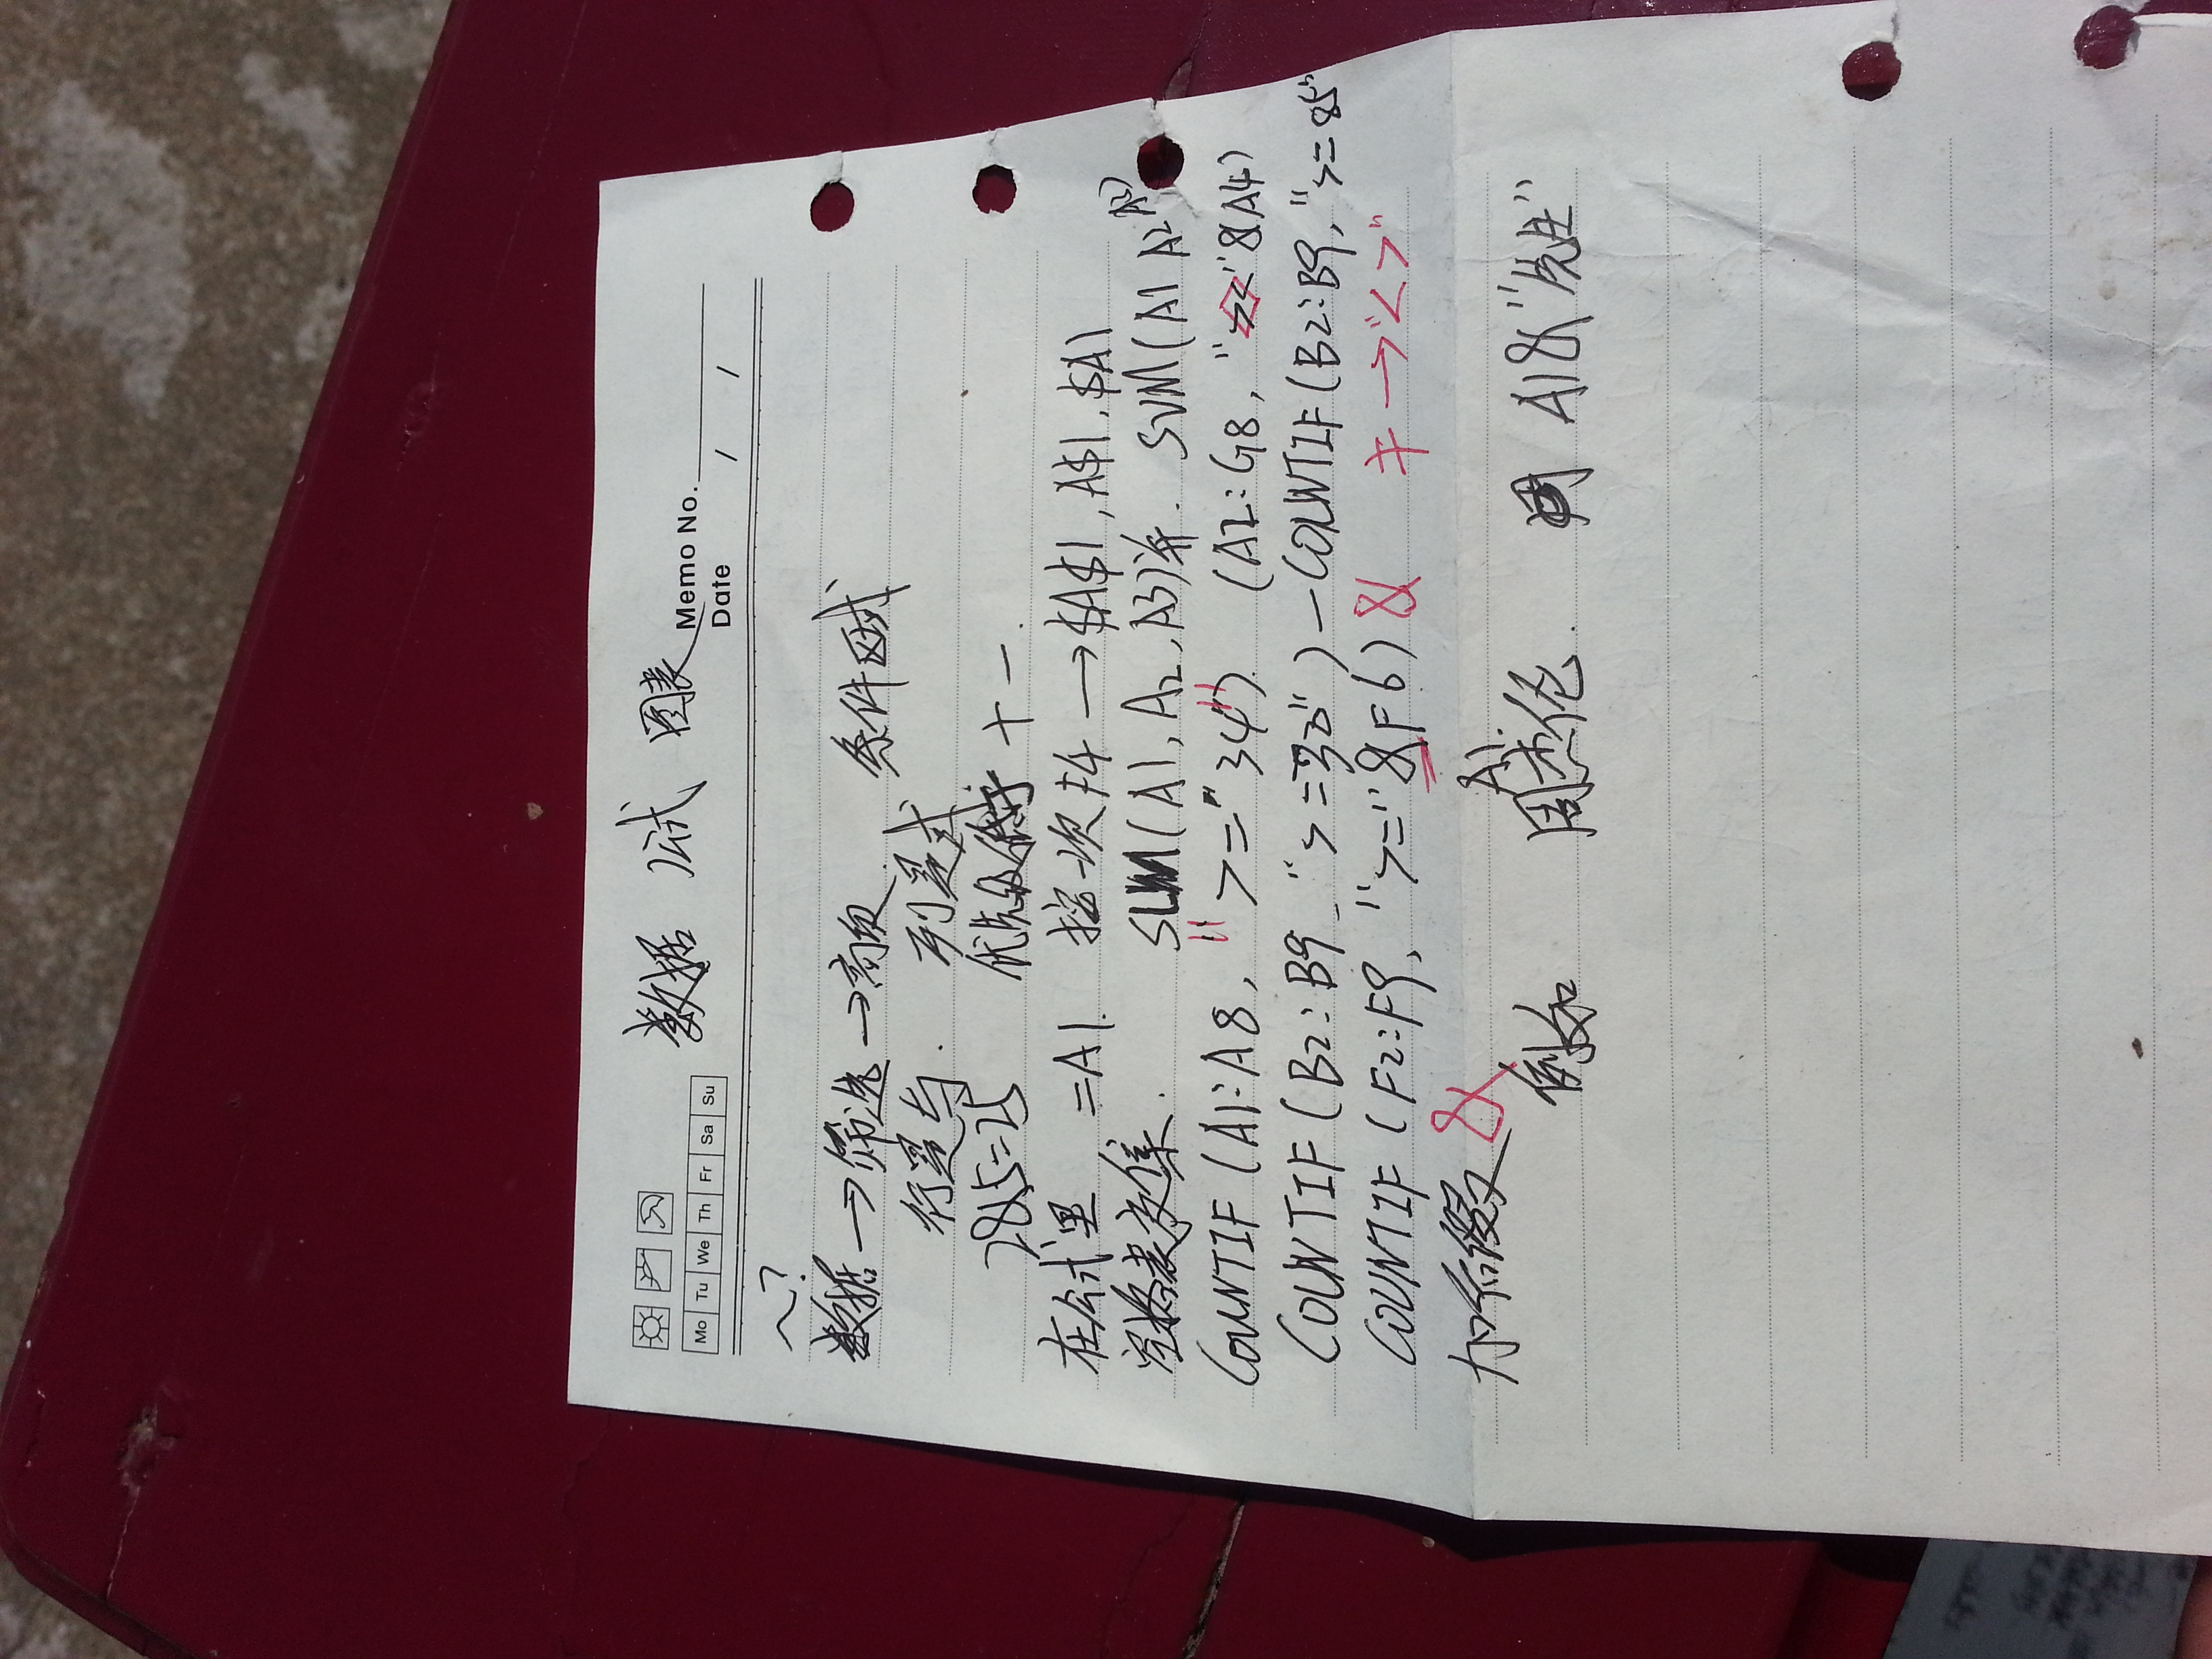 数据 公式 图表
Memo No.
Mo Tu We Th Fr Sa Su
Date / /
~?
数据→筛选→高级. 条件区域
行是与. 列是或
2&5=25 优先级低于 + -.
在公式里 =A1. 按一次F4→$A$1, A$1, $A1
空格表交集. SUM(A1, A2, A3)并. SUM(A1 A2 A3)
COUNTIF(A1:A8, ">=34"). (A2:G8, "<>"&A4)
COUNTIF(B2:B9, ">=30")-COUNTIF(B2:B9, ">=85"
COUNTIF(F2:F9, ">="&F6) & ≠→"<>"
加后缀 &
A1.
例如 周杰伦. 用 A1&"先生"